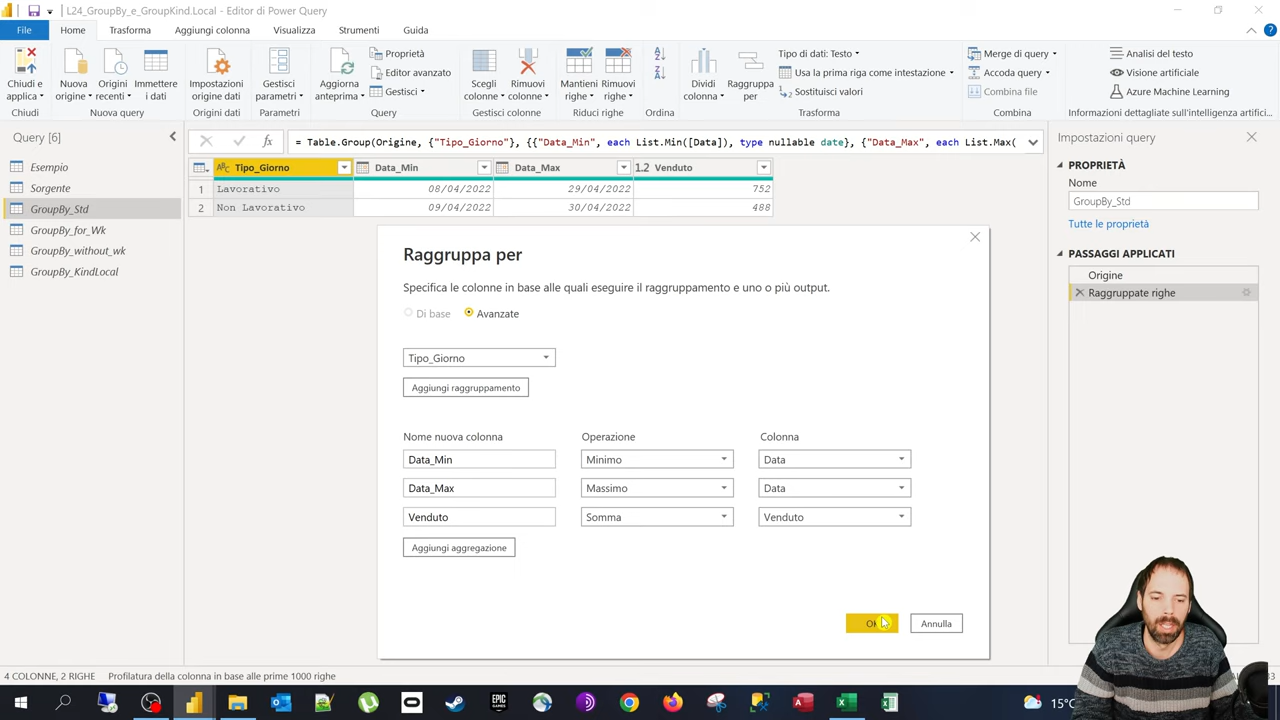 L24_GroupBy_e_GroupKind.Local - Editor di Power Query
File Home Trasforma Aggiungi colonna Visualizza Strumenti Guida
Chiudi e applica
Nuova origine
Origini recenti
Immettere i dati
Impostazioni origine dati
Gestisci parametri
Aggiorna anteprima
Proprietà
Editor avanzato
Gestisci
Scegli colonne
Rimuovi colonne
Mantieni righe
Rimuovi righe
Dividi colonna
Raggruppa per
Tipo di dati: Testo
Usa la prima riga come intestazione
Sostituisci valori
Merge di query
Accoda query
Combina file
Analisi del testo
Visione artificiale
Azure Machine Learning
Chiudi Nuova query Origini dati Parametri Query Gestisci colonne Riduci righe Ordina Trasforma Combina Informazioni dettagliate sull'intelligenza artific...
Query [6]
Esempio
Sorgente
GroupBy_Std
GroupBy_for_Wk
GroupBy_without_wk
GroupBy_KindLocal
fx = Table.Group(Origine, {"Tipo_Giorno"}, {{"Data_Min", each List.Min([Data]), type nullable date}, {"Data_Max", each List.Max(
Tipo_Giorno Data_Min Data_Max 1.2 Venduto
1 Lavorativo 08/04/2022 29/04/2022 752
2 Non Lavorativo 09/04/2022 30/04/2022 488
Raggruppa per
Specifica le colonne in base alle quali eseguire il raggruppamento e uno o più output.
Di base Avanzate
Tipo_Giorno
Aggiungi raggruppamento
Nome nuova colonna Operazione Colonna
Data_Min Minimo Data
Data_Max Massimo Data
Venduto Somma Venduto
Aggiungi aggregazione
OK Annulla
Impostazioni query
PROPRIETÀ
Nome
GroupBy_Std
Tutte le proprietà
PASSAGGI APPLICATI
Origine
Raggruppate righe
4 COLONNE, 2 RIGHE Profilatura della colonna in base alle prime 1000 righe
15°C